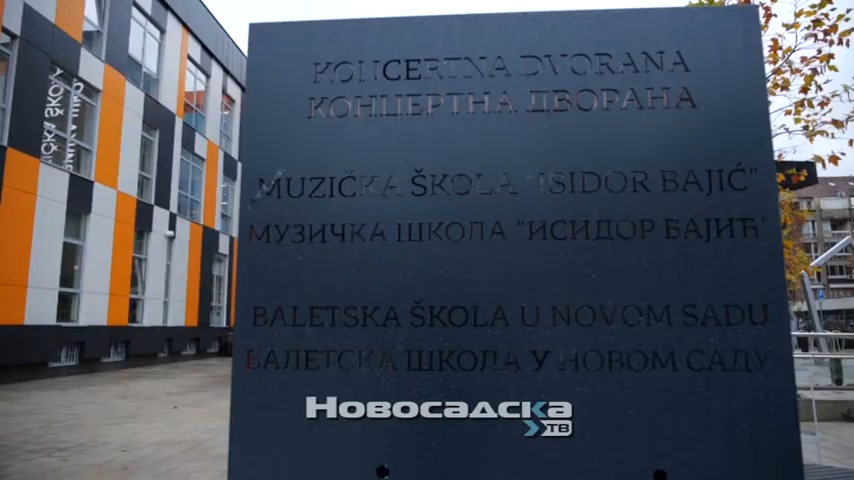 KONCERTNA DVORANA
КОНЦЕРТНА ДВОРАНА
MUZIČKA ŠKOLA "ISIDOR BAJIĆ"
МУЗИЧКА ШКОЛА "ИСИДОР БАЈИЋ"
BALETSKA ŠKOLA U NOVOM SADU
БАЛЕТСКА ШКОЛА У НОВОМ САДУ
НОВОСАДСКА
ТВ